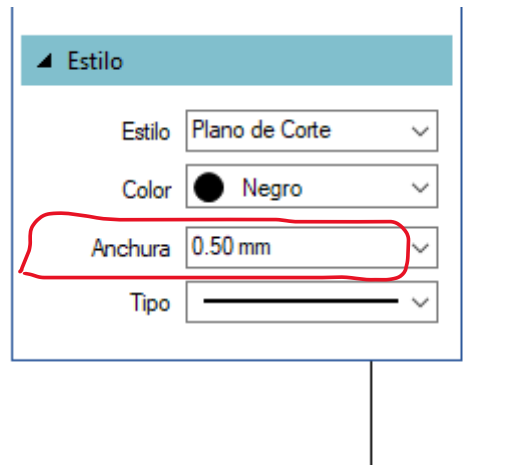 Estilo
Estilo Plano de Corte
Color Negro
Anchura 0.50 mm
Tipo